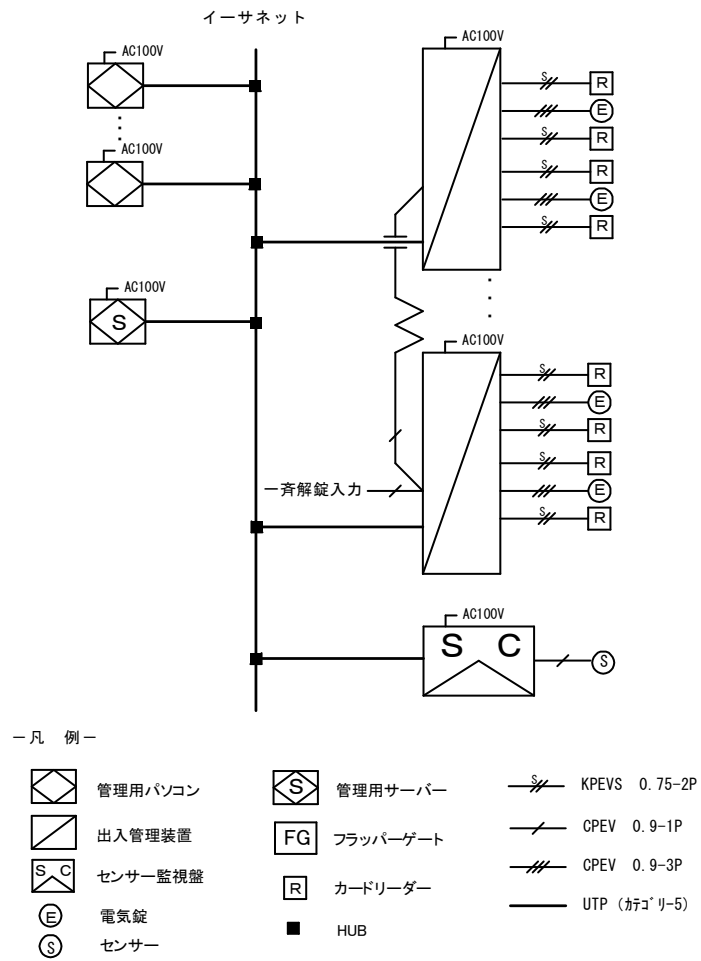 イーサネット
AC100V
AC100V
AC100V
S
AC100V
S R
E
S R
S R
E
S R
AC100V
S R
E
S R
S R
E
S R
一斉解錠入力
AC100V
S C
S
－凡 例－
管理用パソコン
S 管理用サーバー
S KPEVS 0.75-2P
出入管理装置
FG フラッパーゲート
CPEV 0.9-1P
S C センサー監視盤
R カードリーダー
CPEV 0.9-3P
E 電気錠
HUB
UTP (ｶﾃｺﾞﾘｰ5)
S センサー